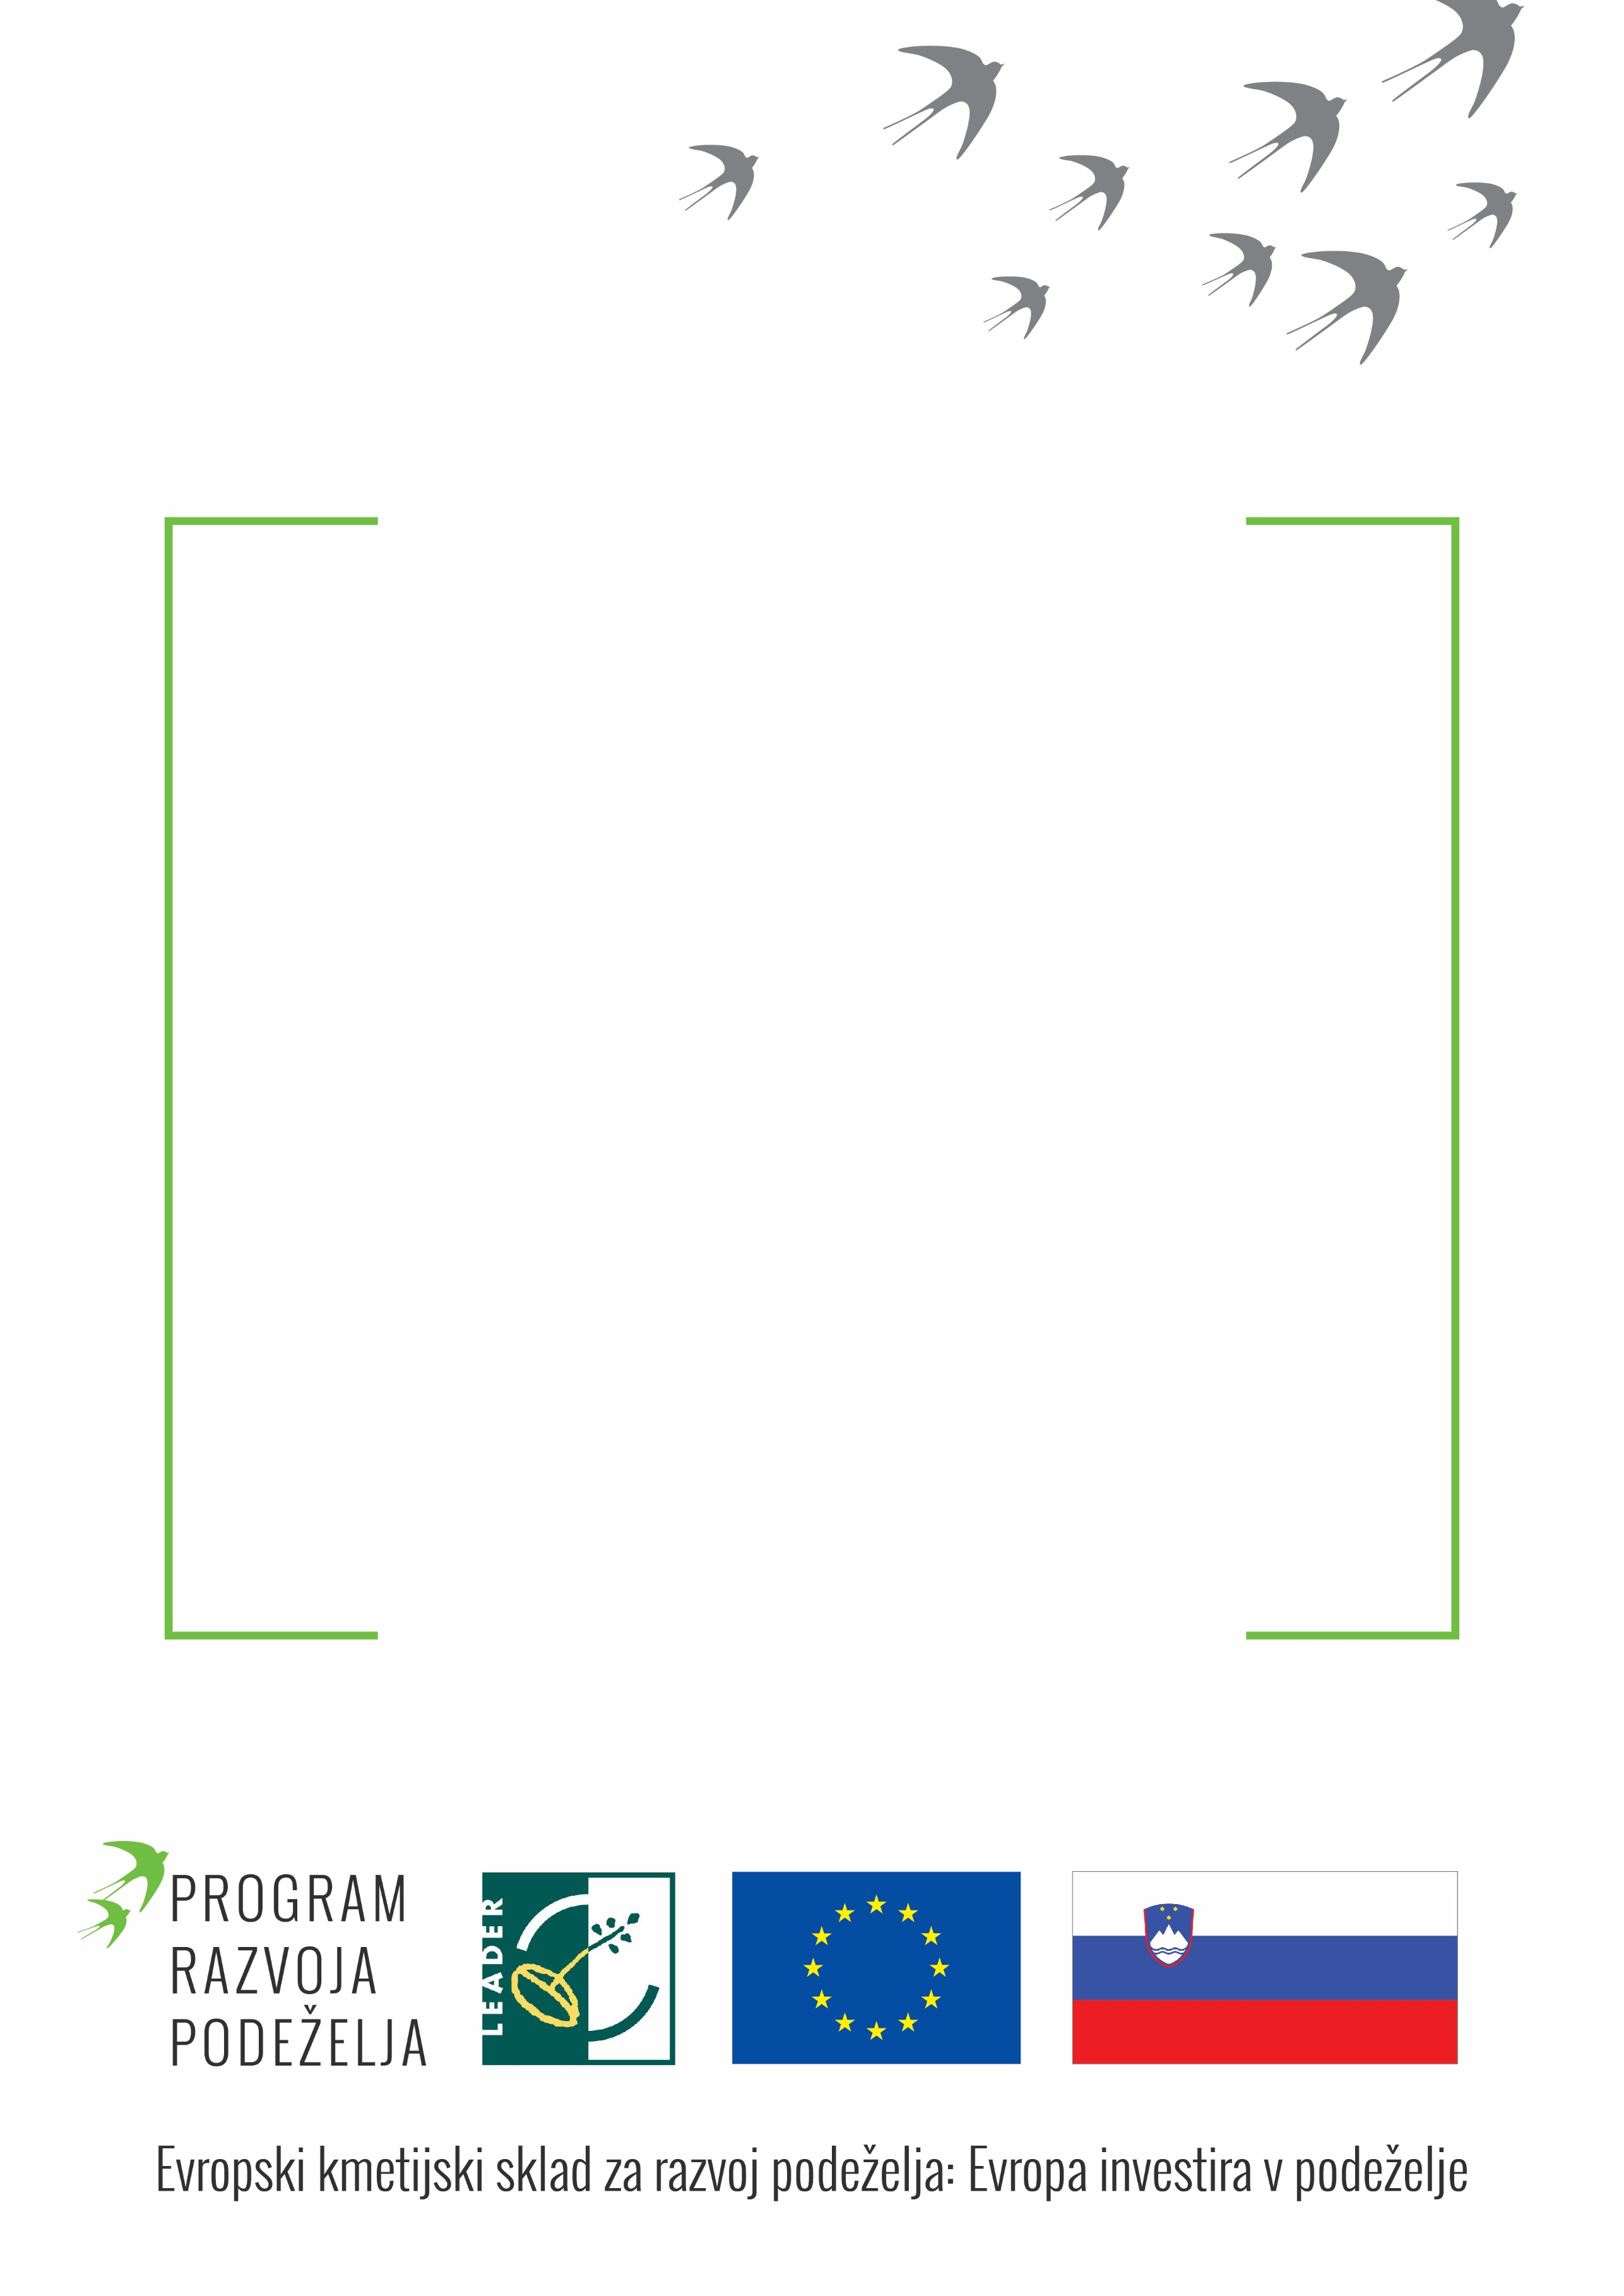 PROGRAM
RAZVOJA
PODEŽELJA
LEADER
Evropski kmetijski sklad za razvoj podeželja: Evropa investira v podeželje